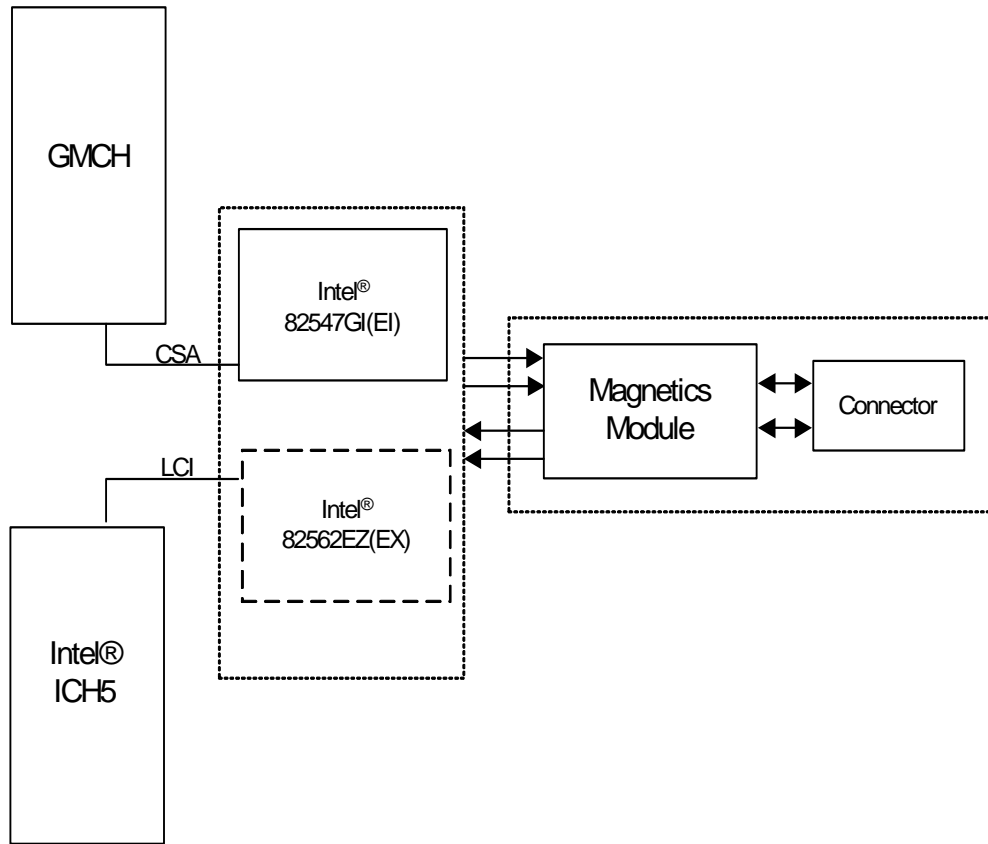 GMCH
CSA
Intel®
82547GI(EI)
Magnetics
Module
Connector
LCI
Intel®
82562EZ(EX)
Intel®
ICH5